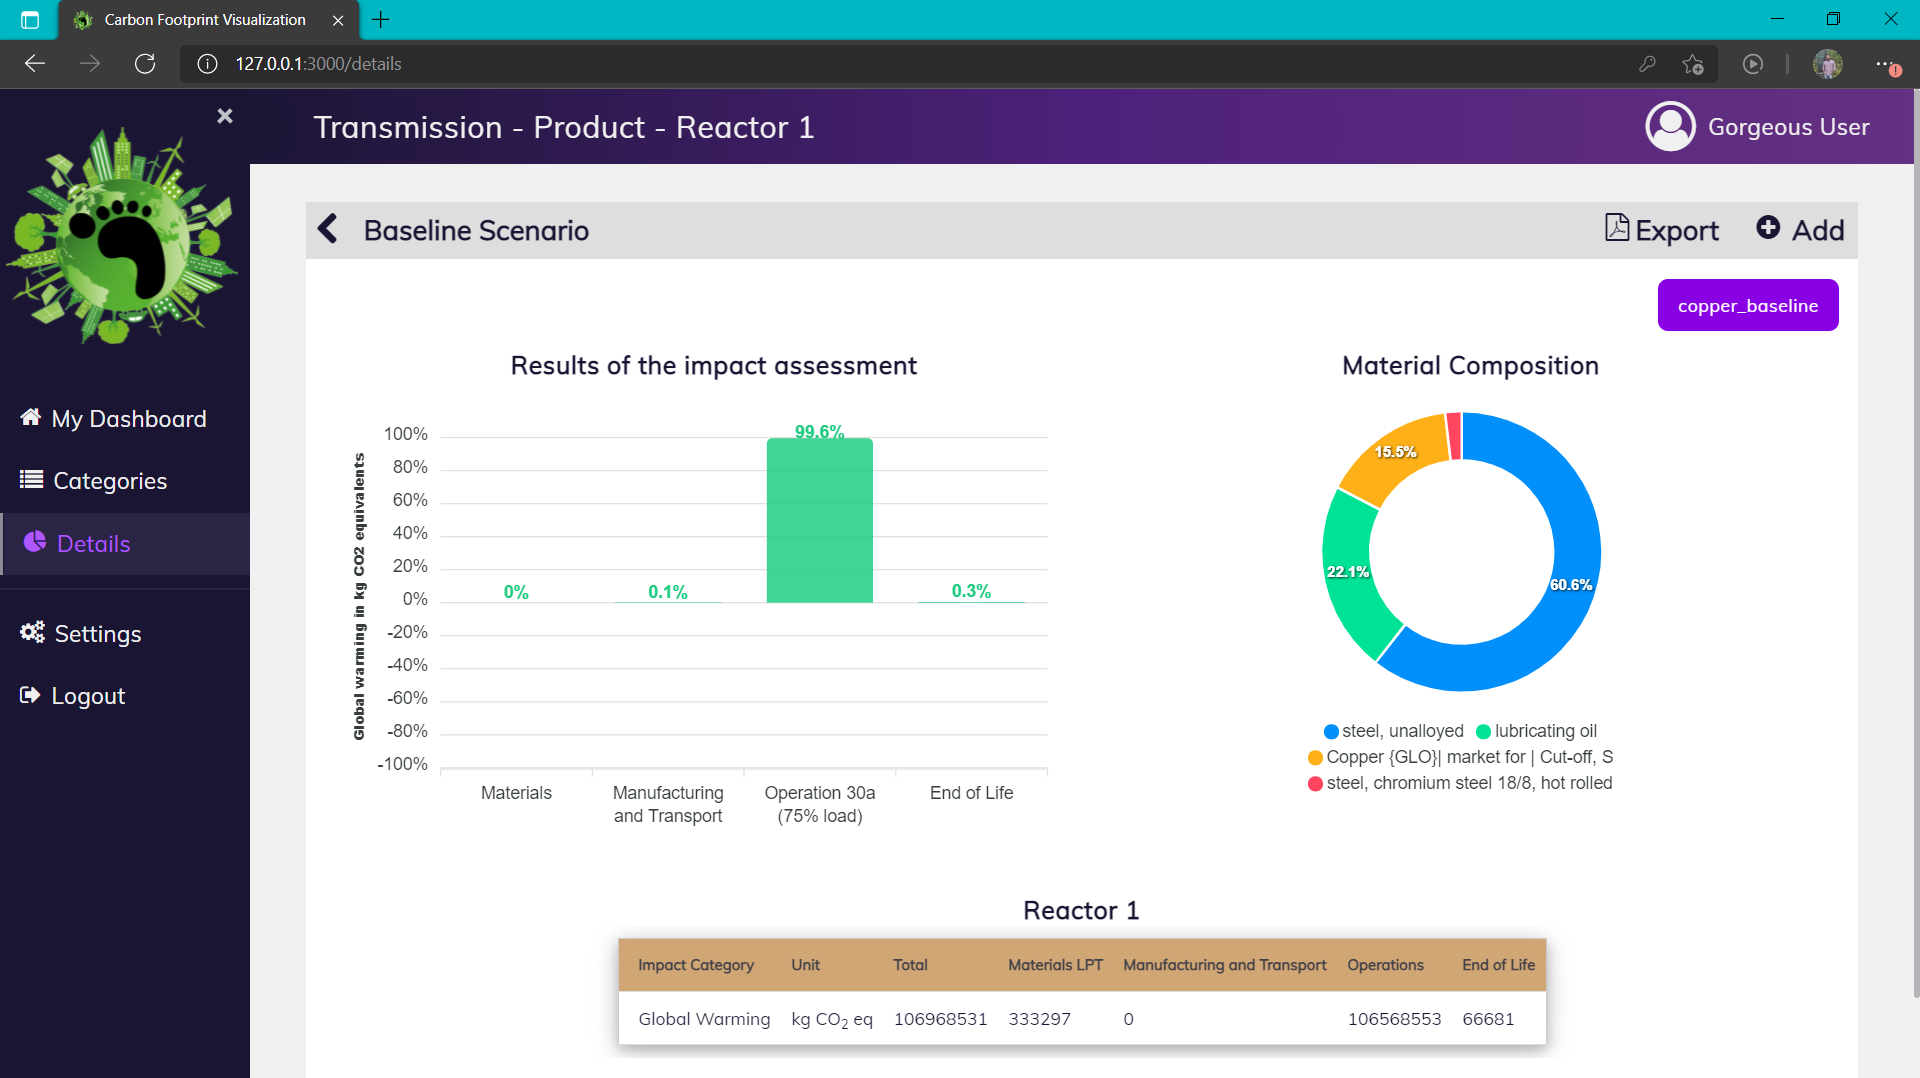 Carbon Footprint Visualization
127.0.0.1:3000/details
Transmission - Product - Reactor 1
Gorgeous User
My Dashboard
Categories
Details
Settings
Logout
Baseline Scenario
Export
Add
copper_baseline
Results of the impact assessment
Global warming in kg CO2 equivalents
100%
80%
60%
40%
20%
0%
-20%
-40%
-60%
-80%
-100%
0%
0.1%
99.6%
0.3%
Materials
Manufacturing
and Transport
Operation 30a
(75% load)
End of Life
Material Composition
15.5%
22.1%
60.6%
steel, unalloyed
lubricating oil
Copper {GLO}| market for | Cut-off, S
steel, chromium steel 18/8, hot rolled
Reactor 1
Impact Category Unit Total Materials LPT Manufacturing and Transport Operations End of Life
Global Warming kg CO₂ eq 106968531 333297 0 106568553 66681